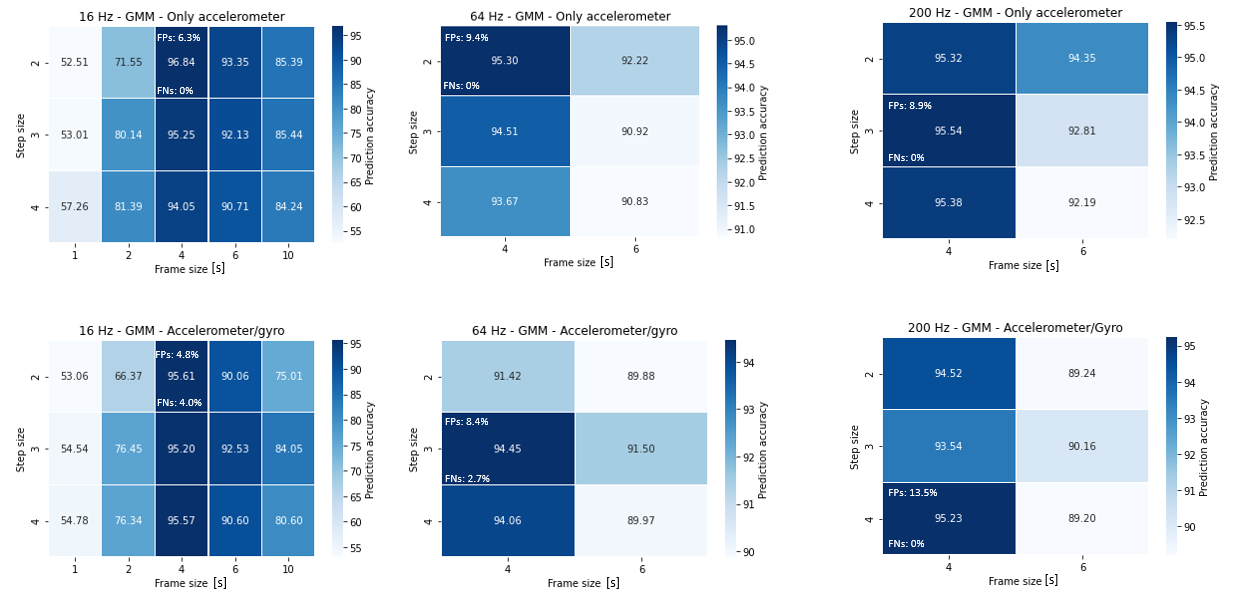 16 Hz - GMM - Only accelerometer
FPs: 6.3%
2 52.51 71.55 96.84 93.35 85.39
FNs: 0%
3 53.01 80.14 95.25 92.13 85.44
4 57.26 81.39 94.05 90.71 84.24
1 2 4 6 10
Step size
Frame size [s]
95
90
85
80
75
70
65
60
55
Prediction accuracy
64 Hz - GMM - Only accelerometer
FPs: 9.4%
2 95.30 92.22
FNs: 0%
3 94.51 90.92
4 93.67 90.83
4 6
Step size
Frame size [s]
95.0
94.5
94.0
93.5
93.0
92.5
92.0
91.5
91.0
Prediction accuracy
200 Hz - GMM - Only accelerometer
2 95.32 94.35
FPs: 8.9%
3 95.54 92.81
FNs: 0%
4 95.38 92.19
4 6
Step size
Frame size [s]
95.5
95.0
94.5
94.0
93.5
93.0
92.5
Prediction accuracy
16 Hz - GMM - Accelerometer/gyro
FPs: 4.8%
2 53.06 66.37 95.61 90.06 75.01
FNs: 4.0%
3 54.54 76.45 95.20 92.53 84.05
4 54.78 76.34 95.57 90.60 80.60
1 2 4 6 10
Step size
Frame size [s]
95
90
85
80
75
70
65
60
55
Prediction accuracy
64 Hz - GMM - Accelerometer/gyro
2 91.42 89.88
FPs: 8.4%
3 94.45 91.50
FNs: 2.7%
4 94.06 89.97
4 6
Step size
Frame size [s]
94
93
92
91
90
Prediction accuracy
200 Hz - GMM - Accelerometer/Gyro
2 94.52 89.24
3 93.54 90.16
FPs: 13.5%
4 95.23 89.20
FNs: 0%
4 6
Step size
Frame size [s]
95
94
93
92
91
90
Prediction accuracy